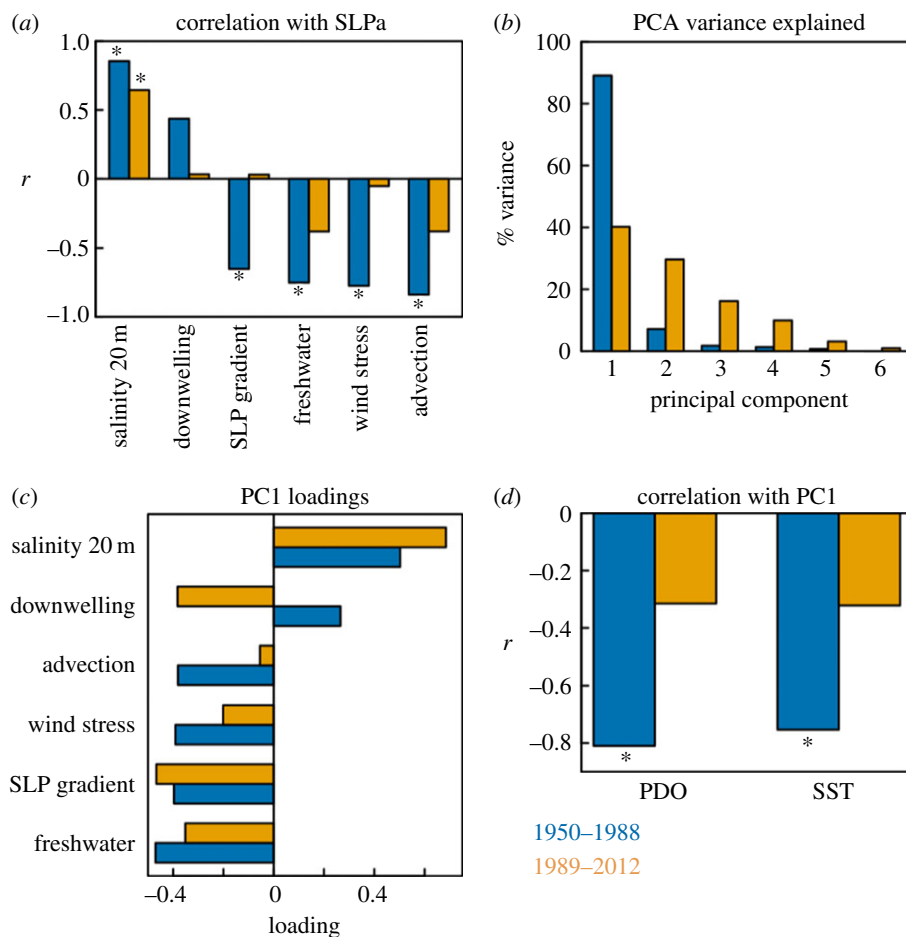 (a) correlation with SLPa
1.0
0.5
r 0
–0.5
–1.0
* * * * * *
salinity 20 m
downwelling
SLP gradient
freshwater
wind stress
advection
(b) PCA variance explained
100
80
60
40
20
0
% variance
1 2 3 4 5 6
principal component
(c) PC1 loadings
salinity 20 m
downwelling
advection
wind stress
SLP gradient
freshwater
–0.4 0 0.4
loading
(d) correlation with PC1
0
–0.2
–0.4
r
–0.6
–0.8
* *
PDO SST
1950–1988
1989–2012